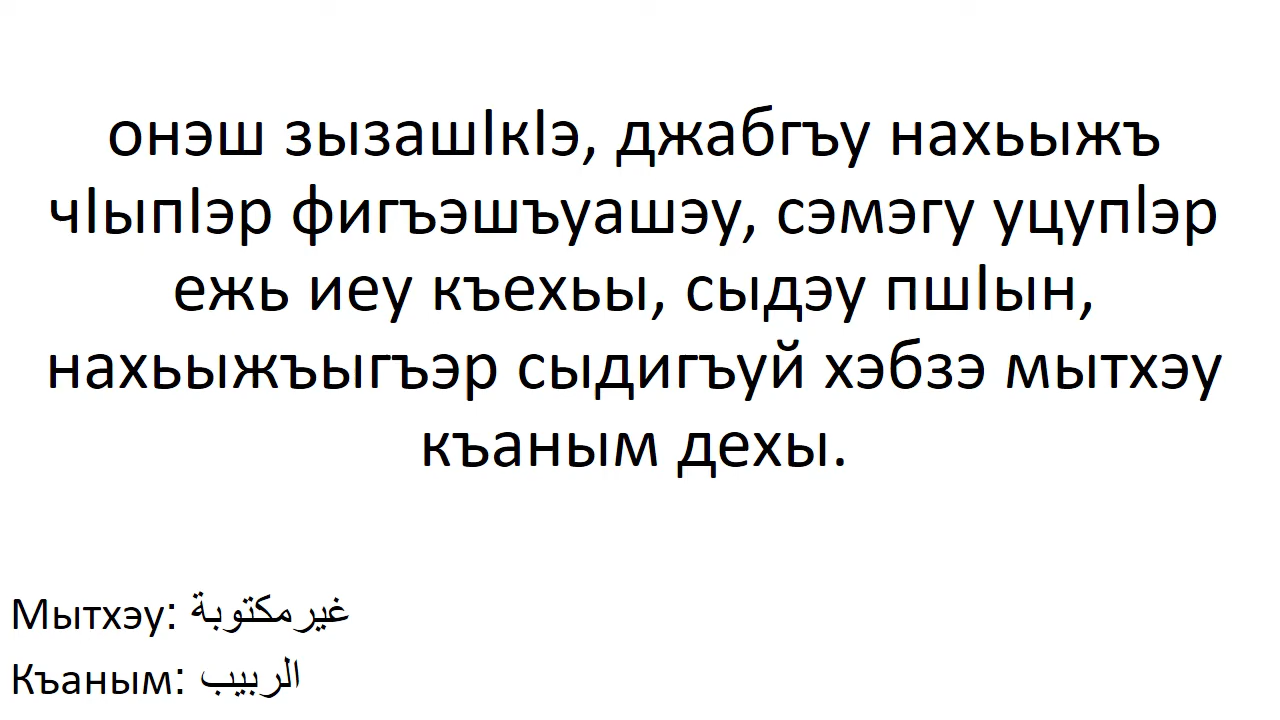 онэш зызашIкIэ, джабгъу нахьыжъ
чIыпIэр фигъэшъуашэу, сэмэгу уцупIэр
ежь иеу къехьы, сыдэу пшIын,
нахьыжъыгъэр сыдигъуй хэбзэ мытхэу
къаным дехы.
Мытхэу: غيرمكتوبة
Къаным: الربيب